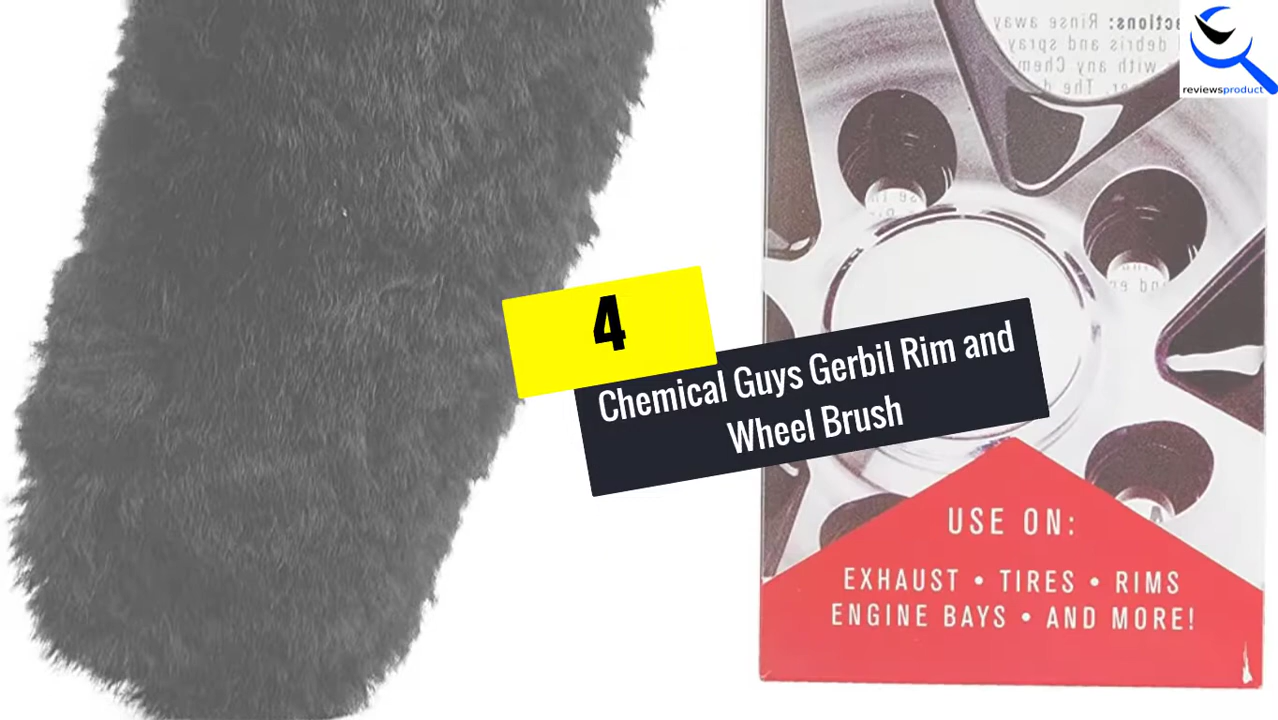 reviewsproduct
4
Chemical Guys Gerbil Rim and
Wheel Brush
USE ON:
EXHAUST • TIRES • RIMS
ENGINE BAYS • AND MORE!